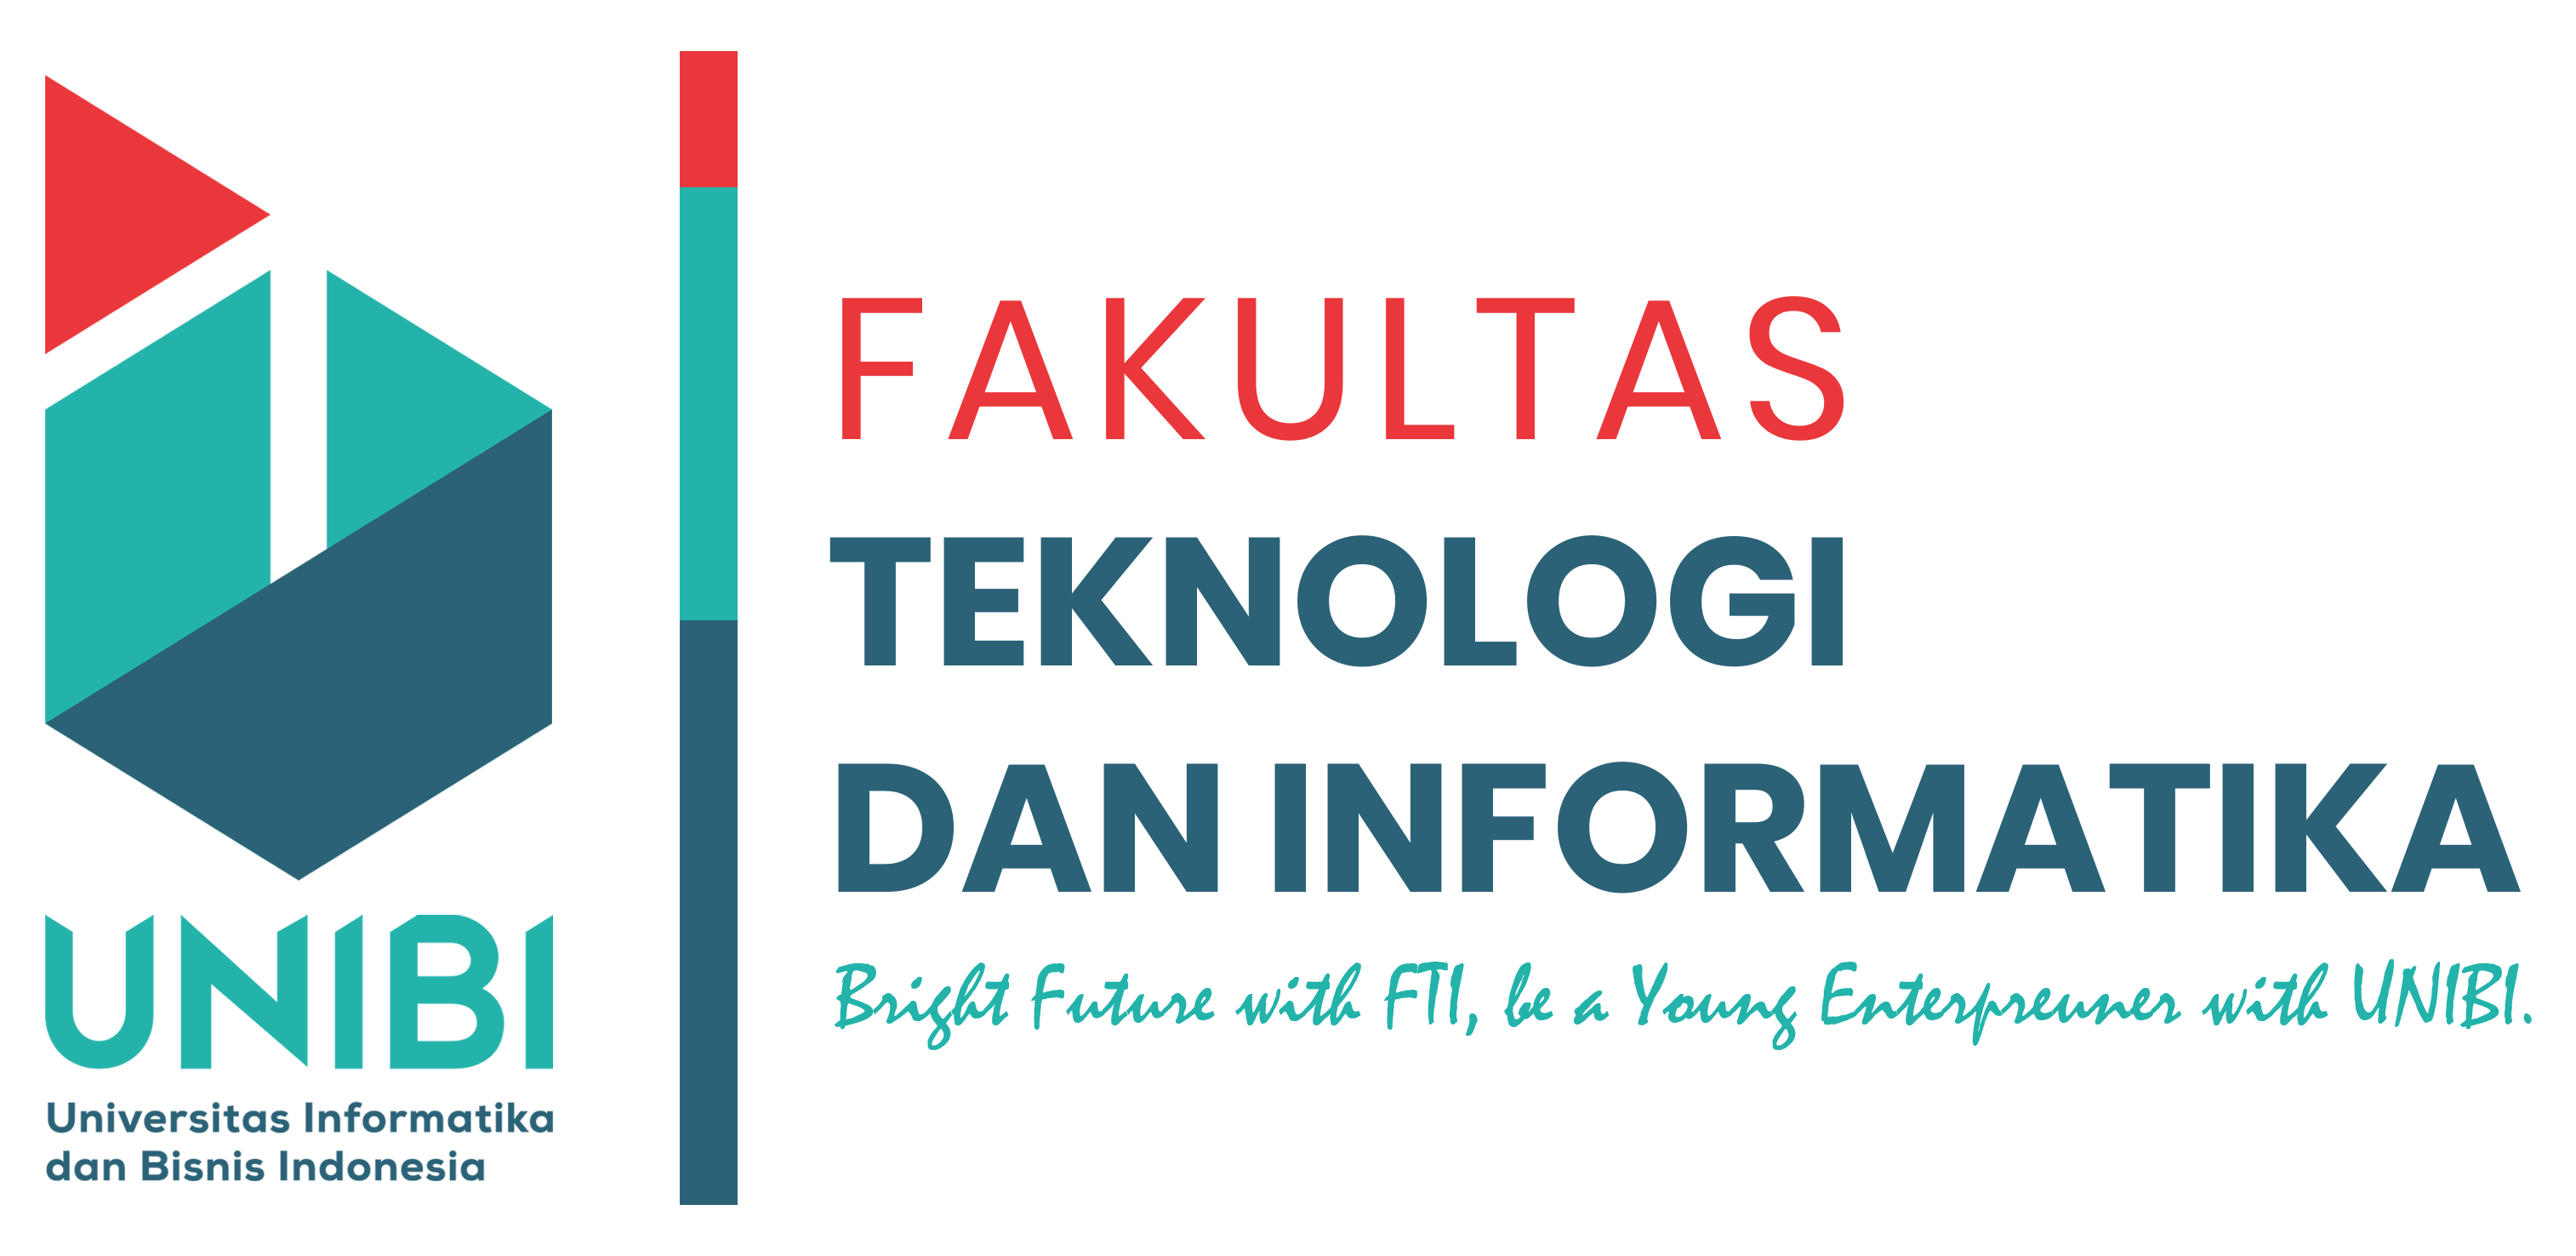 UNIBI
Universitas Informatika
dan Bisnis Indonesia
FAKULTAS
TEKNOLOGI
DAN INFORMATIKA
Bright Future with FTI, be a Young Enterpreuner with UNIBI.